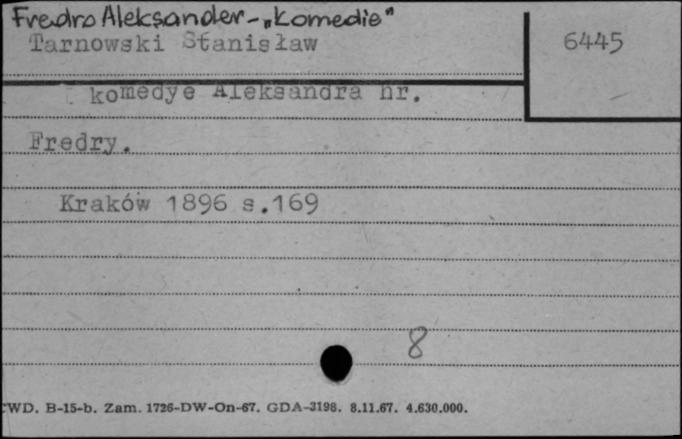 Fredro Aleksander - „Komedie"
Tarnowski Stanisław
6445
komedye Aleksandra hr.
Fredry.
Kraków 1896 s.169
8
CWD. B-15-b. Zam. 1726-DW-On-67. GDA-3198. 8.11.67. 4.630.000.